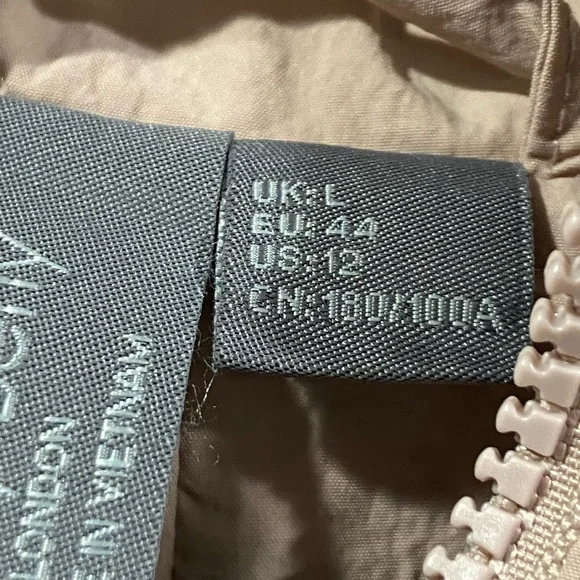 UK: L
EU: 44
US: 12
CN: 180/100A
LONDON
IN VIETNAM